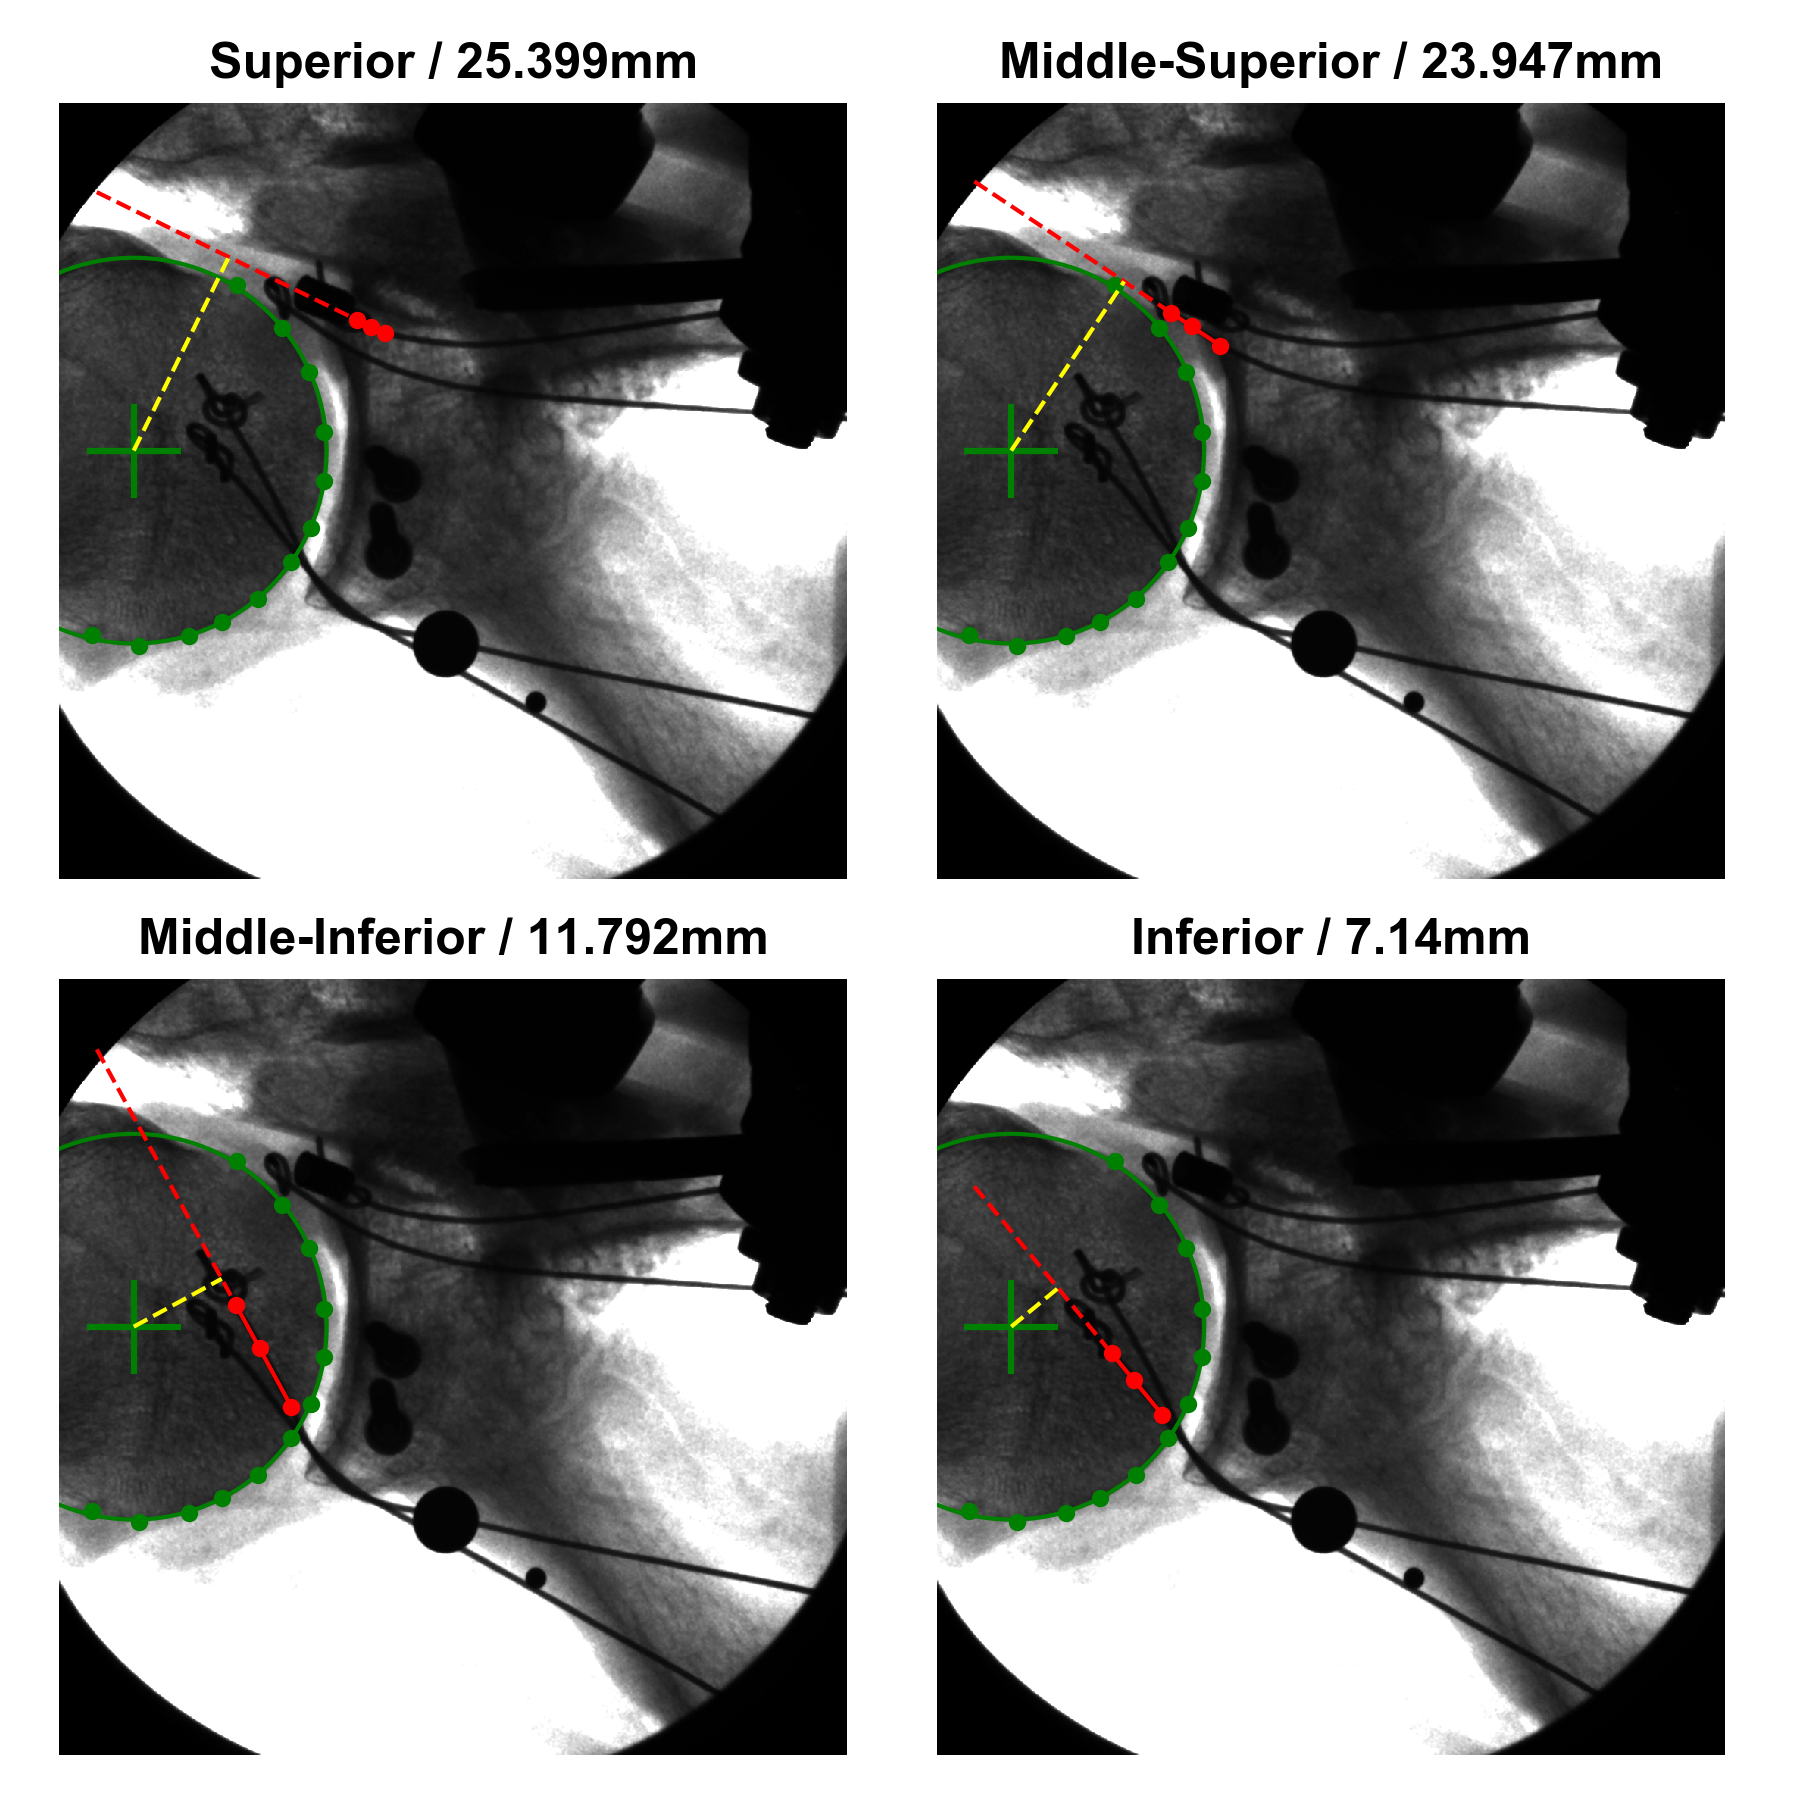 Superior / 25.399mm
Middle-Superior / 23.947mm
Middle-Inferior / 11.792mm
Inferior / 7.14mm